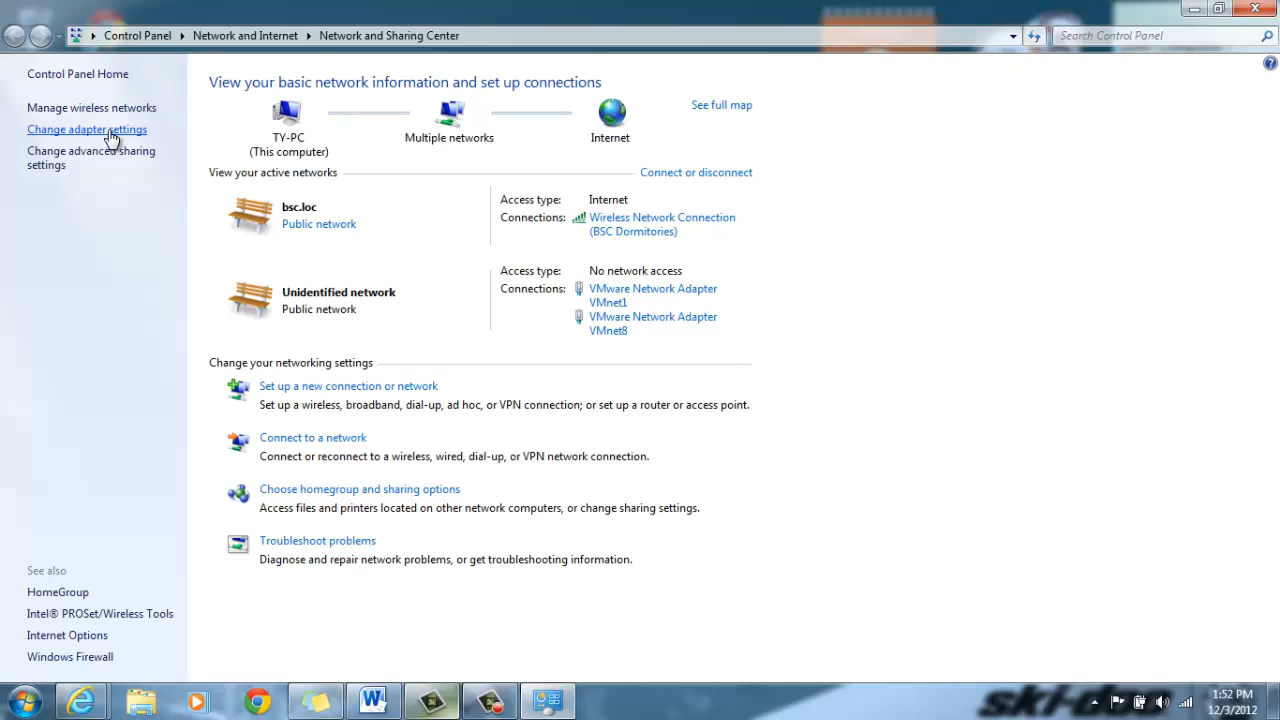 Control Panel
Network and Internet
Network and Sharing Center
Search Control Panel
Control Panel Home
Manage wireless networks
Change adapter settings
Change advanced sharing
settings
View your basic network information and set up connections
See full map
TY-PC
(This computer)
Multiple networks
Internet
View your active networks
Connect or disconnect
bsc.loc
Public network
Access type: Internet
Connections: Wireless Network Connection
(BSC Dormitories)
Unidentified network
Public network
Access type: No network access
Connections: VMware Network Adapter
VMnet1
VMware Network Adapter
VMnet8
Change your networking settings
Set up a new connection or network
Set up a wireless, broadband, dial-up, ad hoc, or VPN connection; or set up a router or access point.
Connect to a network
Connect or reconnect to a wireless, wired, dial-up, or VPN network connection.
Choose homegroup and sharing options
Access files and printers located on other network computers, or change sharing settings.
Troubleshoot problems
Diagnose and repair network problems, or get troubleshooting information.
See also
HomeGroup
Intel® PROSet/Wireless Tools
Internet Options
Windows Firewall
1:52 PM
12/3/2012